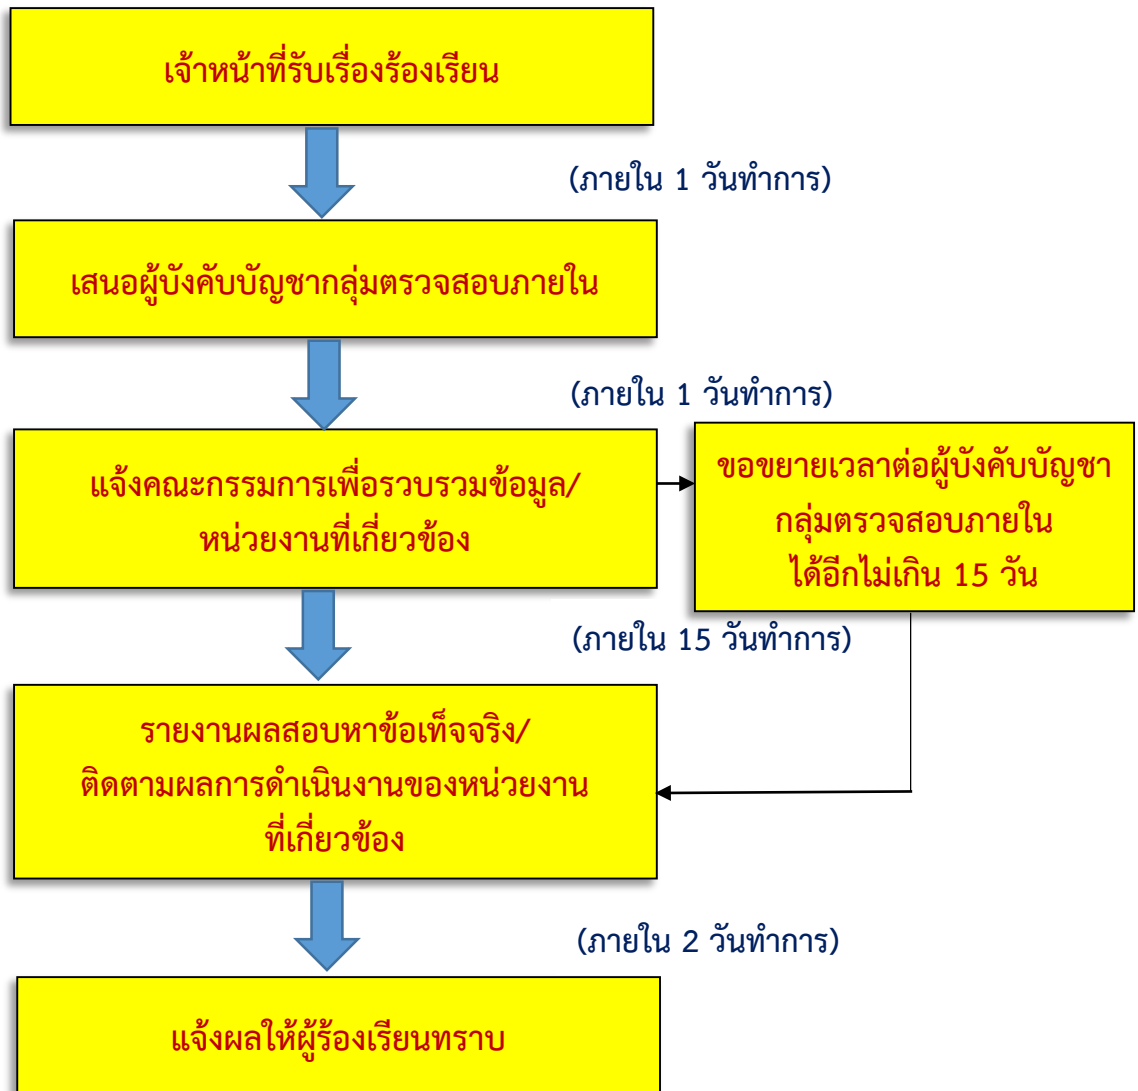 เจ้าหน้าที่รับเรื่องร้องเรียน
(ภายใน 1 วันทำการ)
เสนอผู้บังคับบัญชากลุ่มตรวจสอบภายใน
(ภายใน 1 วันทำการ)
แจ้งคณะกรรมการเพื่อรวบรวมข้อมูล/
หน่วยงานที่เกี่ยวข้อง
ขอขยายเวลาต่อผู้บังคับบัญชา
กลุ่มตรวจสอบภายใน
ได้อีกไม่เกิน 15 วัน
(ภายใน 15 วันทำการ)
รายงานผลสอบหาข้อเท็จจริง/
ติดตามผลการดำเนินงานของหน่วยงาน
ที่เกี่ยวข้อง
(ภายใน 2 วันทำการ)
แจ้งผลให้ผู้ร้องเรียนทราบ